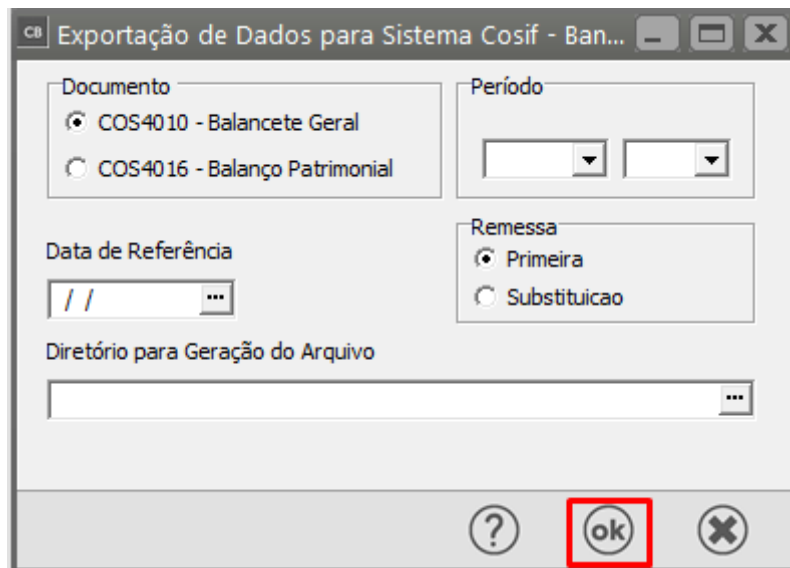 CB Exportação de Dados para Sistema Cosif - Ban...
Documento
COS4010 - Balancete Geral
COS4016 - Balanço Patrimonial
Período
Data de Referência
/ /
...
Remessa
Primeira
Substituicao
Diretório para Geração do Arquivo
...
? ok